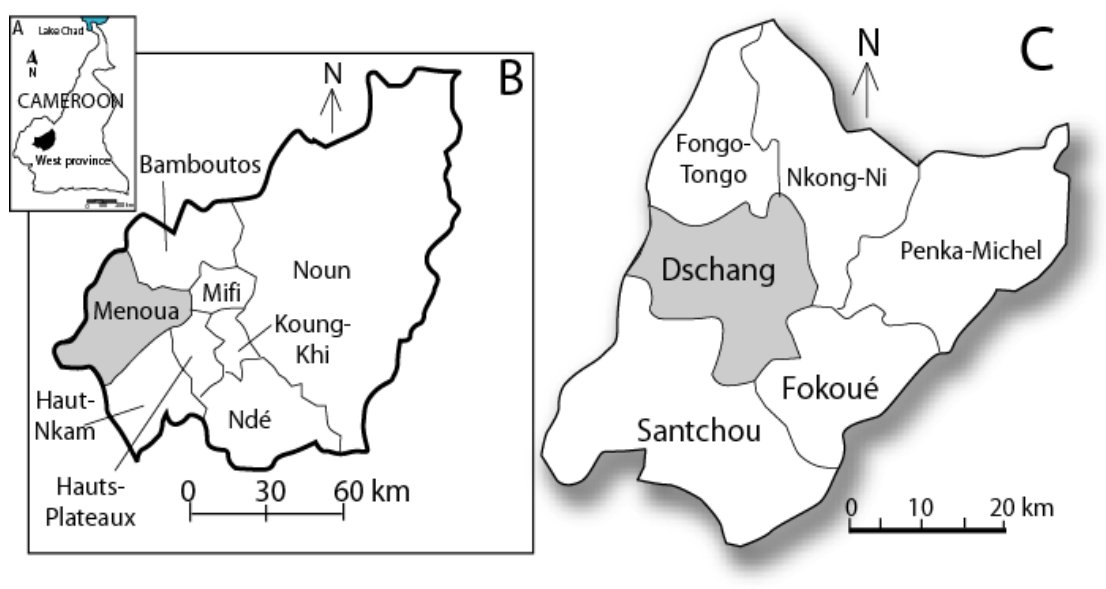 A
Lake Chad
N
CAMEROON
West province
B
N
Bamboutos
Noun
Mifi
Menoua
Koung-
Khi
Haut-
Nkam
Ndé
Hauts-
Plateaux
0 30 60 km
C
N
Fongo-
Tongo
Nkong-Ni
Penka-Michel
Dschang
Fokoué
Santchou
0 10 20 km